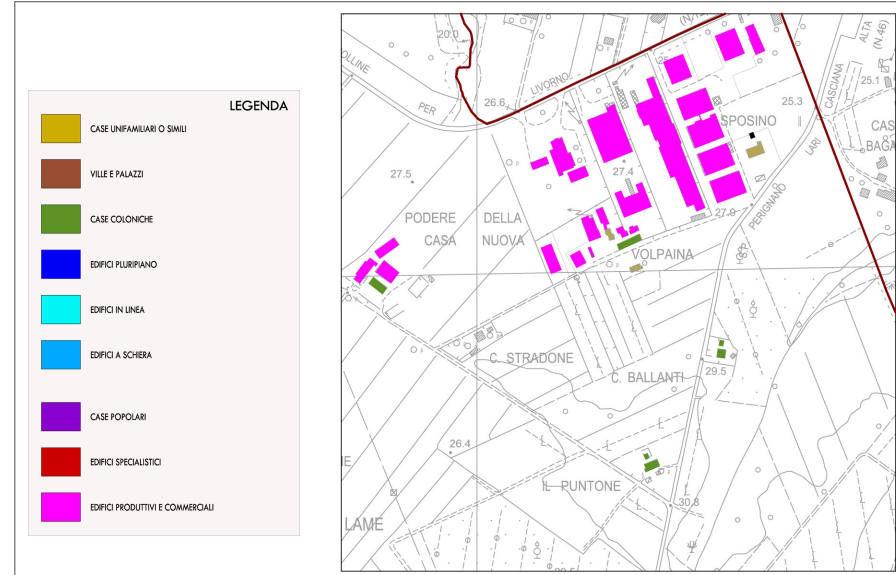 LEGENDA
CASE UNIFAMILIARI O SIMILI
VILLE E PALAZZI
CASE COLONICHE
EDIFICI PLURIPIANO
EDIFICI IN LINEA
EDIFICI A SCHIERA
CASE POPOLARI
EDIFICI SPECIALISTICI
EDIFICI PRODUTTIVI E COMMERCIALI
20.0
OLLINE
PER
LIVORNO
26.6
25.3
25.1
ALTA
(N.46)
CASCIANA
LARI
PERIGNANO
SPOSINO
CAS
BAGA
27.5
27.4
27.9
PODERE DELLA
CASA NUOVA
VOLPAINA
C. STRADONE
C. BALLANTI
29.5
26.4
IL PUNTONE
30.8
LAME